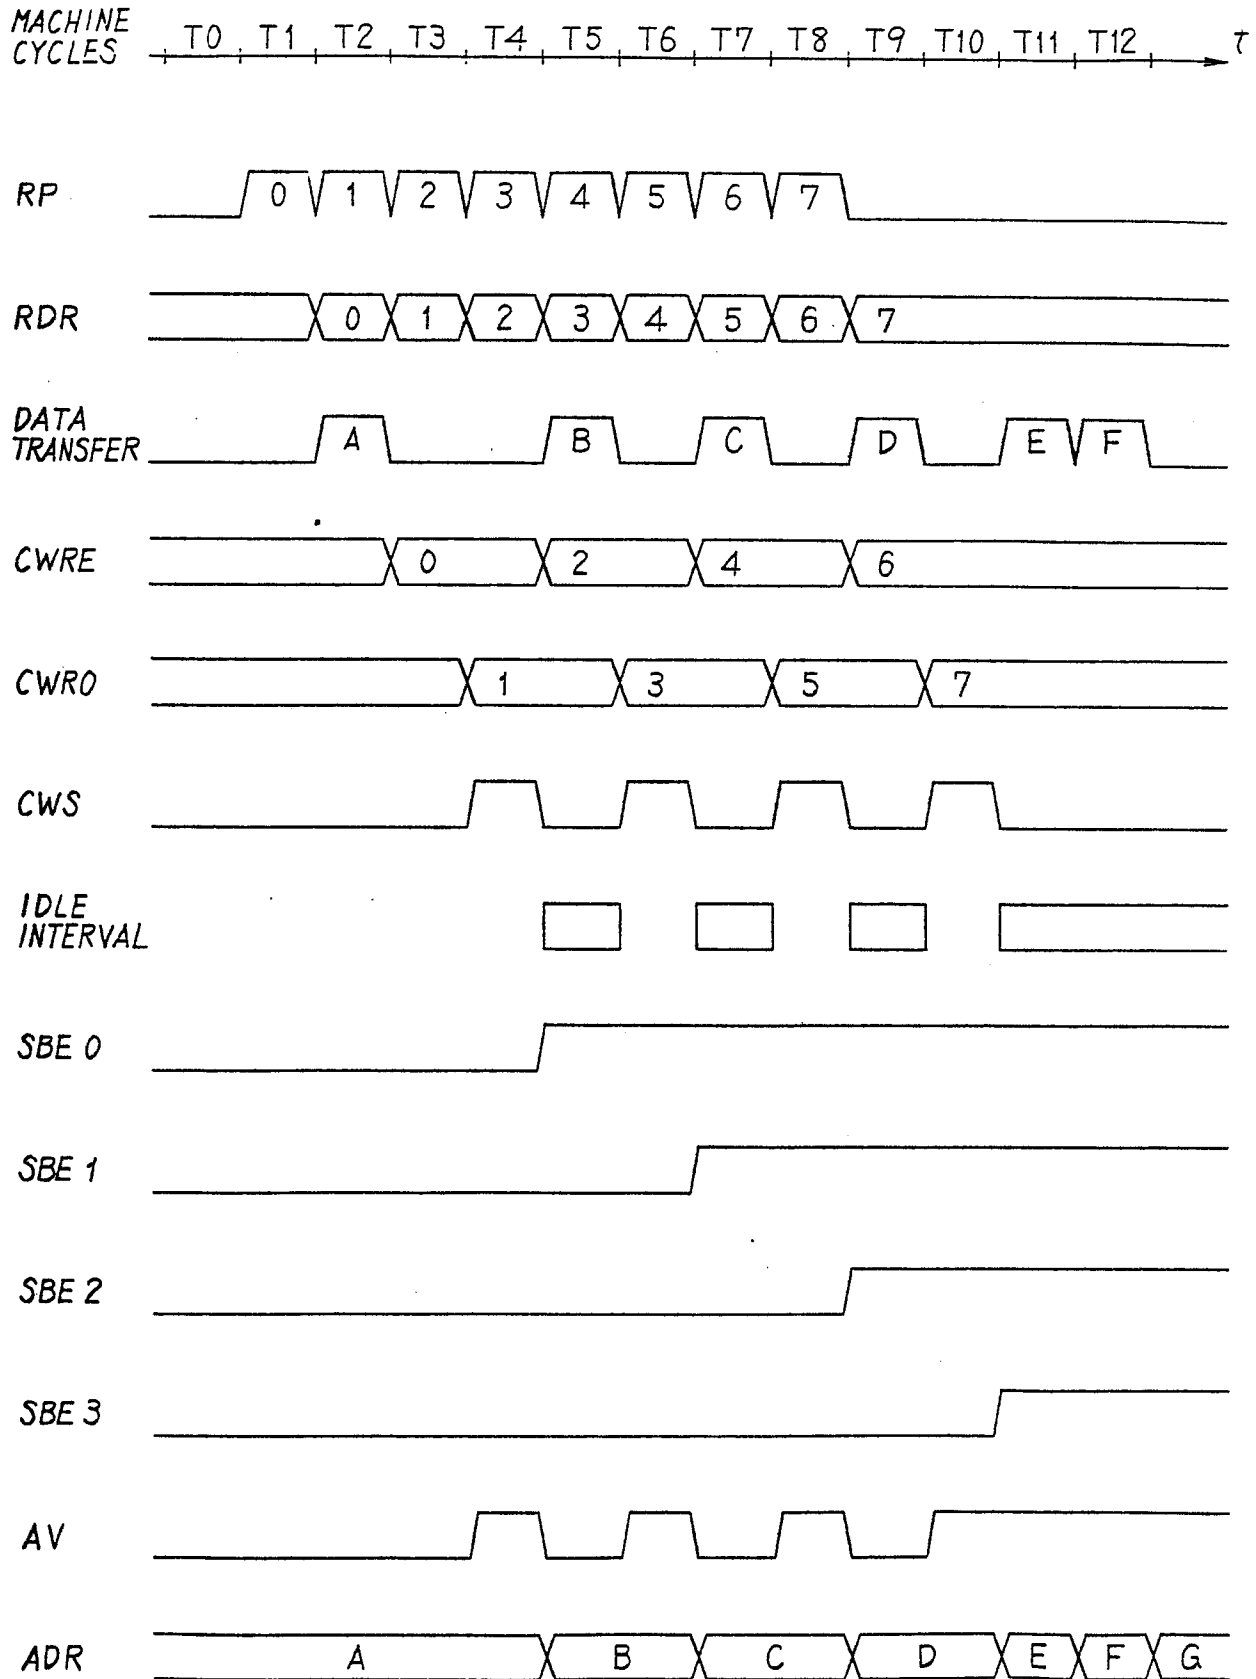 MACHINE
CYCLES T0 T1 T2 T3 T4 T5 T6 T7 T8 T9 T10 T11 T12 τ
RP 0 1 2 3 4 5 6 7
RDR 0 1 2 3 4 5 6 7
DATA
TRANSFER A B C D E F
CWRE 0 2 4 6
CWRO 1 3 5 7
CWS
IDLE
INTERVAL
SBE 0
SBE 1
SBE 2
SBE 3
AV
ADR A B C D E F G